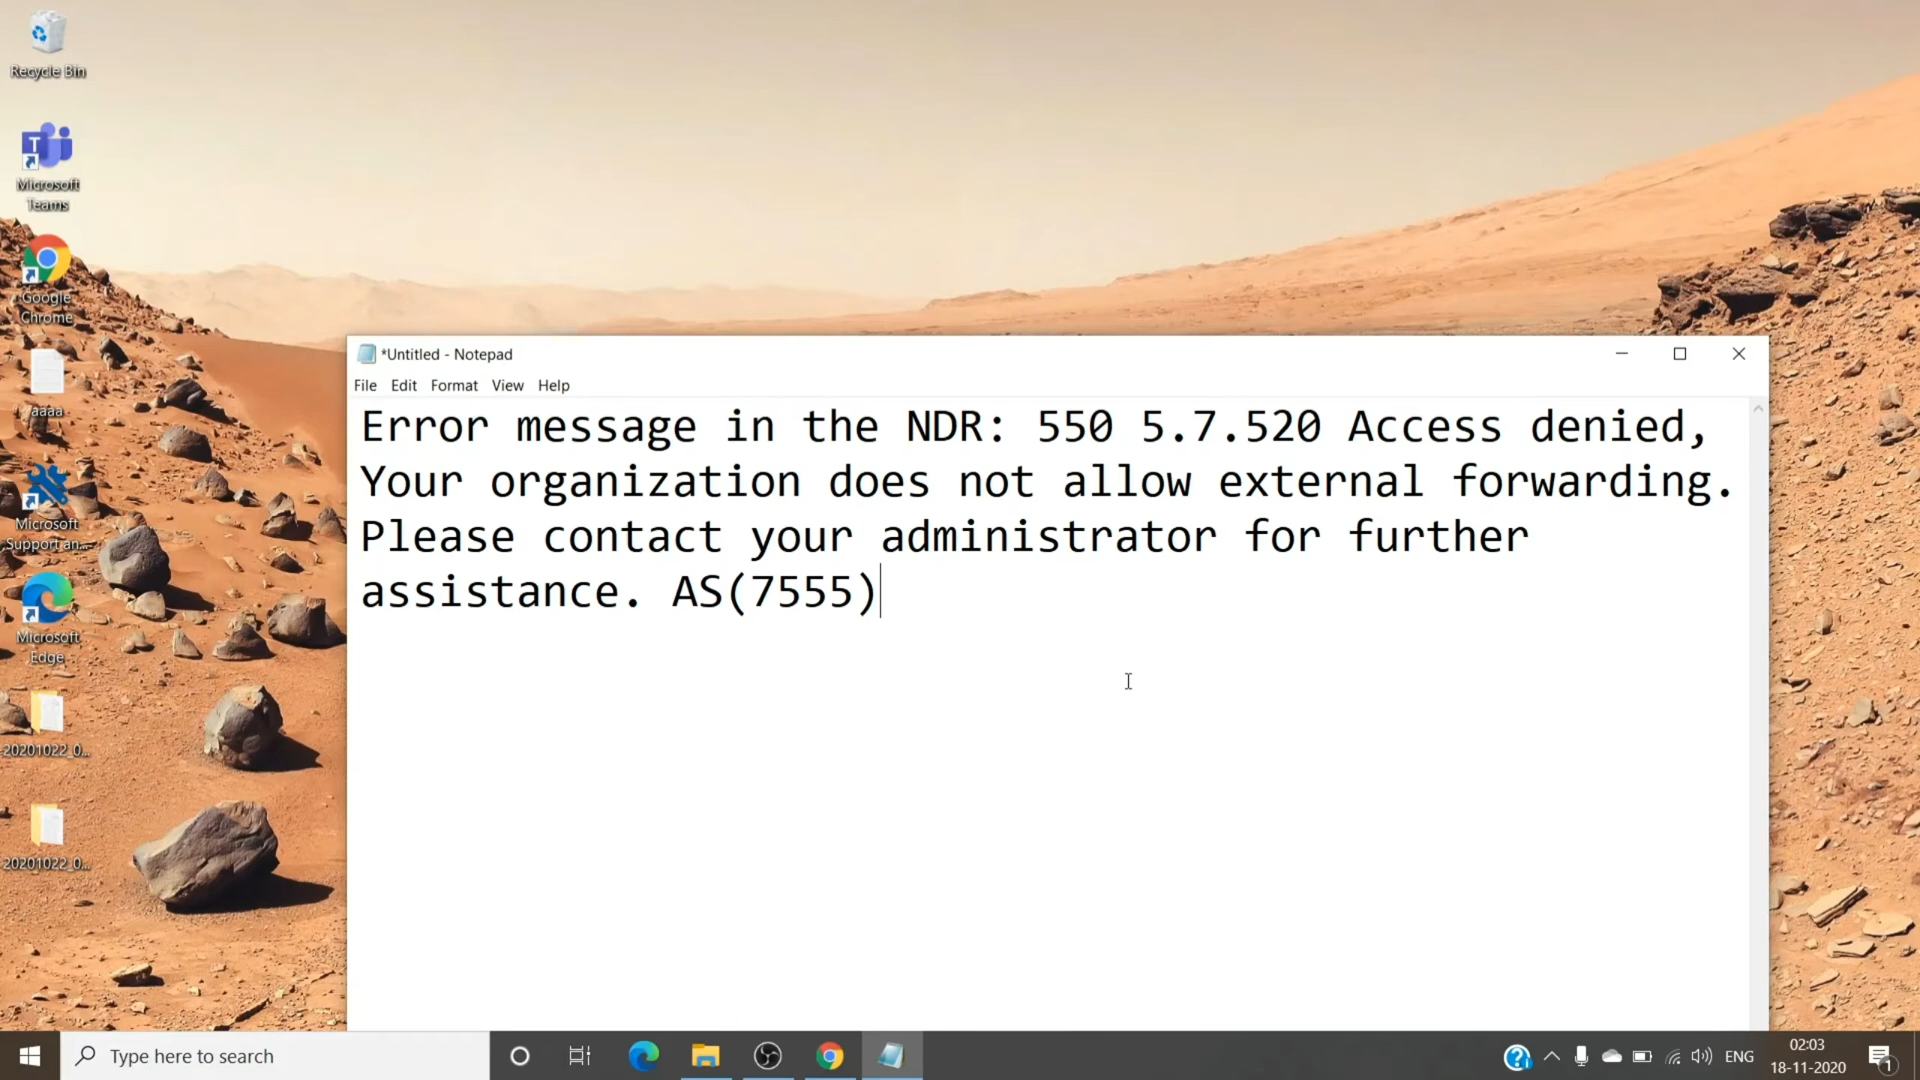 Recycle Bin
Microsoft
Teams
Google
Chrome
aaaa
Microsoft
Support an...
Microsoft
Edge
20201022_0...
20201022_0...
*Untitled - Notepad
File Edit Format View Help
Error message in the NDR: 550 5.7.520 Access denied,
Your organization does not allow external forwarding.
Please contact your administrator for further
assistance. AS(7555)
Type here to search
ENG
02:03
18-11-2020
1